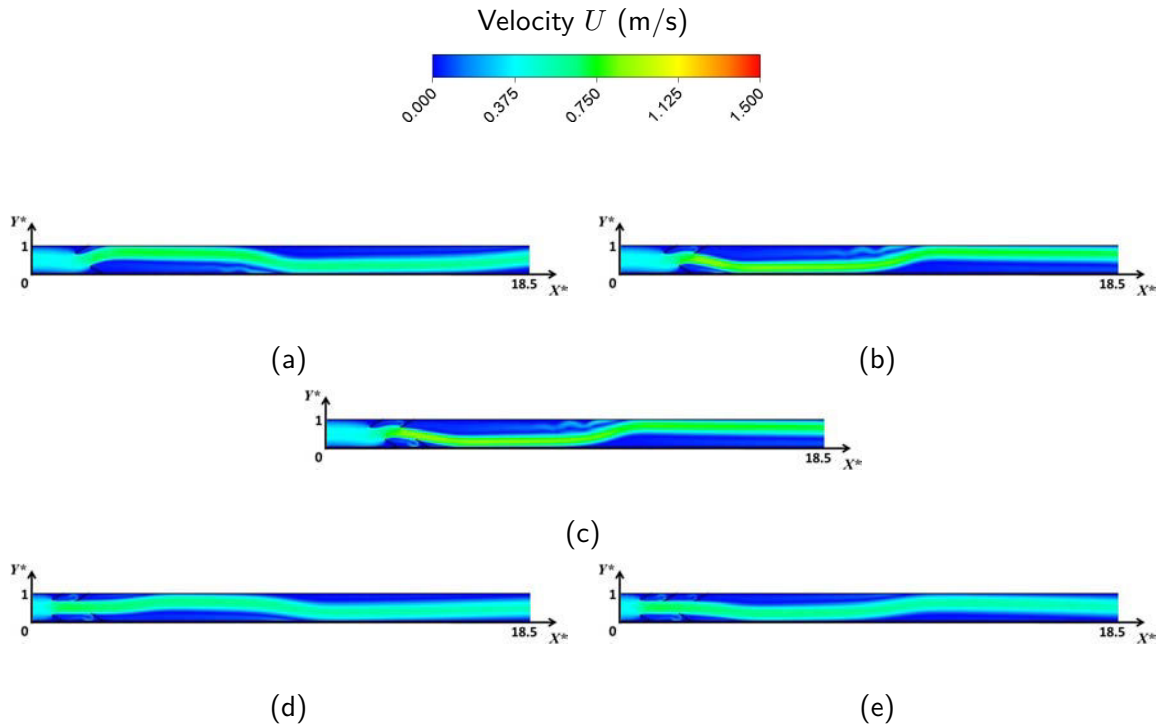 Velocity U (m/s)
0.000 0.375 0.750 1.125 1.500
Y* Y*
1 1
0 18.5 X* 0 18.5 X*
(a) (b)
Y*
1
0 18.5 X*
(c)
Y* Y*
1 1
0 18.5 X* 0 18.5 X*
(d) (e)